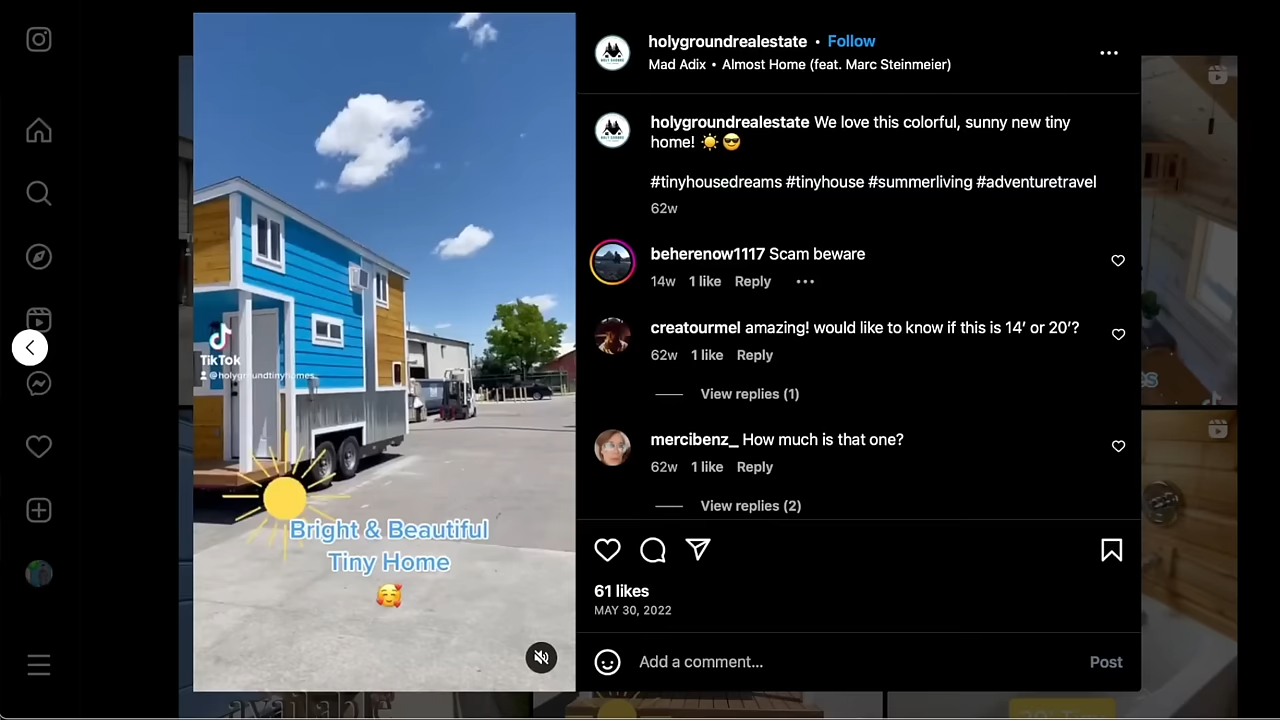 holygroundrealestate • Follow
Mad Adix • Almost Home (feat. Marc Steinmeier)
holygroundrealestate We love this colorful, sunny new tiny
home! ☀️ 😎
#tinyhousedreams #tinyhouse #summerliving #adventuretravel
62w
beherenow1117 Scam beware
14w 1 like Reply •••
creatourmel amazing! would like to know if this is 14’ or 20’?
62w 1 like Reply
View replies (1)
mercibenz_ How much is that one?
62w 1 like Reply
View replies (2)
61 likes
MAY 30, 2022
Add a comment... Post
TikTok
@holygroundtinyhomes
Bright & Beautiful
Tiny Home
🥰
available